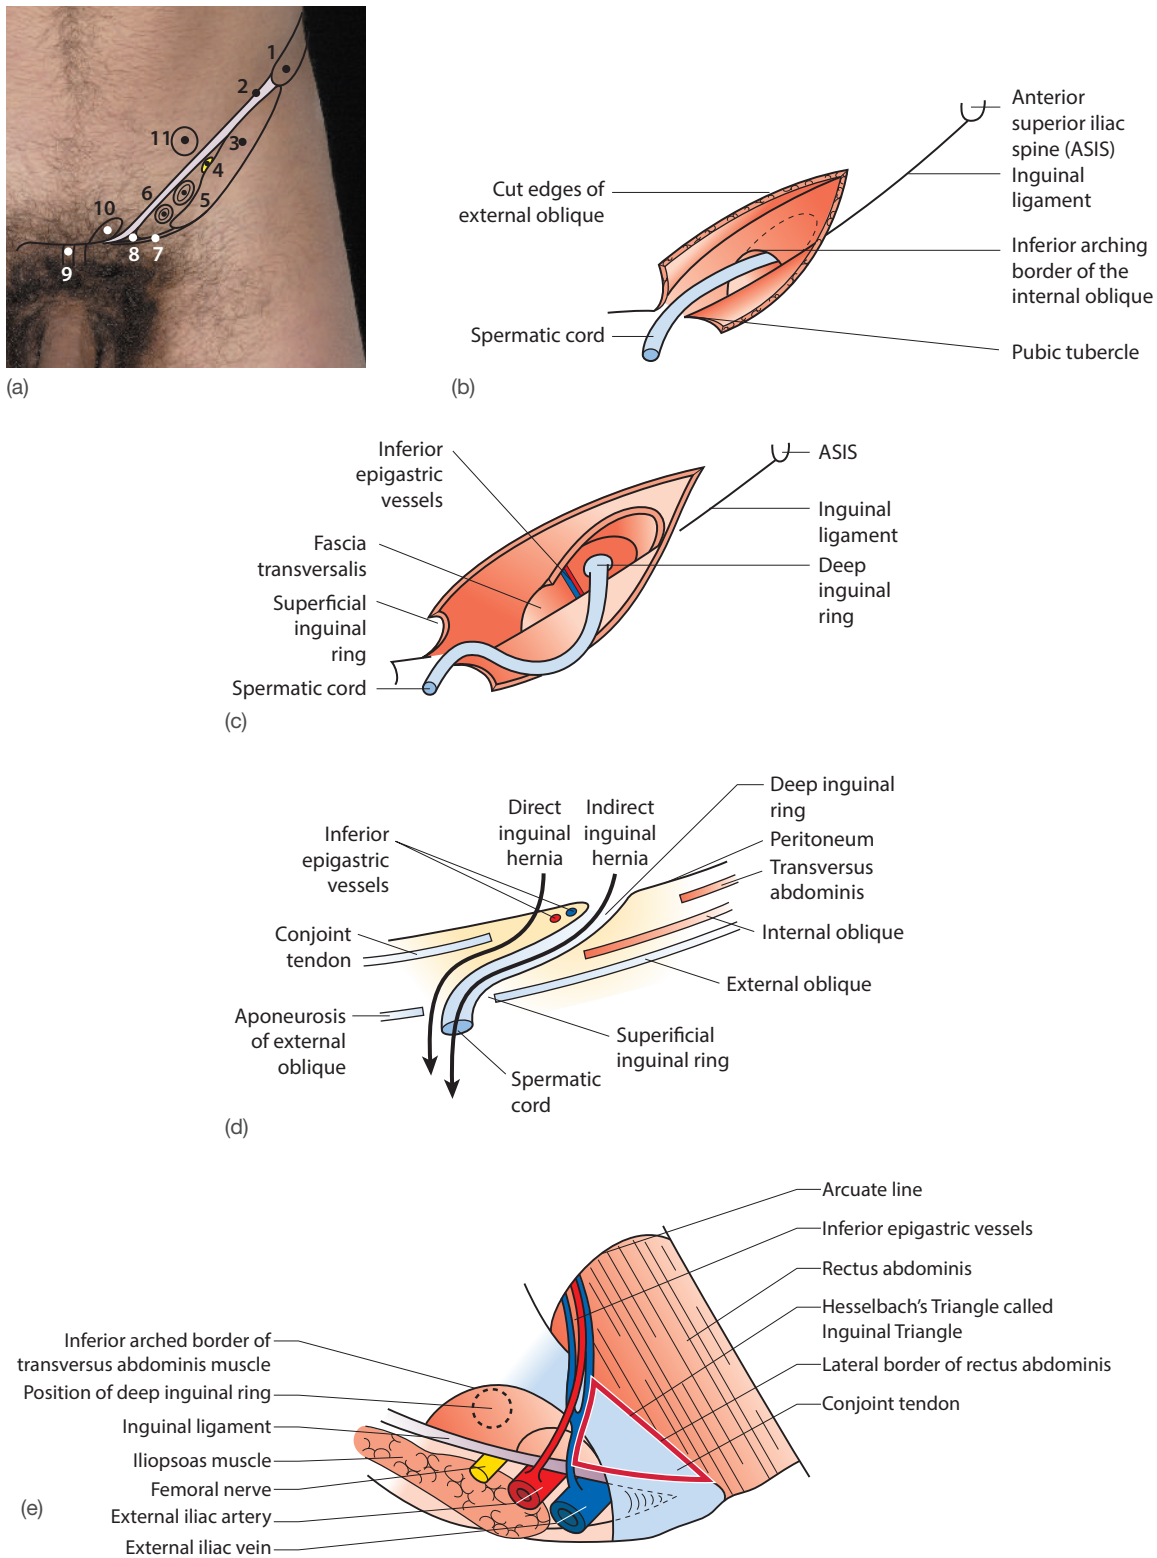 1
2
11
3
4
6
5
10
8
7
9
(a)
Cut edges of
external oblique
Spermatic cord
Anterior
superior iliac
spine (ASIS)
Inguinal
ligament
Inferior arching
border of the
internal oblique
Pubic tubercle
(b)
Inferior
epigastric
vessels
Fascia
transversalis
Superficial
inguinal
ring
Spermatic cord
ASIS
Inguinal
ligament
Deep
inguinal
ring
(c)
Direct
inguinal
hernia
Indirect
inguinal
hernia
Inferior
epigastric
vessels
Conjoint
tendon
Aponeurosis
of external
oblique
Deep inguinal
ring
Peritoneum
Transversus
abdominis
Internal oblique
External oblique
Superificial
inguinal ring
Spermatic
cord
(d)
Arcuate line
Inferior epigastric vessels
Rectus abdominis
Hesselbach's Triangle called
Inguinal Triangle
Lateral border of rectus abdominis
Conjoint tendon
Inferior arched border of
transversus abdominis muscle
Position of deep inguinal ring
Inguinal ligament
Iliopsoas muscle
Femoral nerve
External iliac artery
External iliac vein
(e)